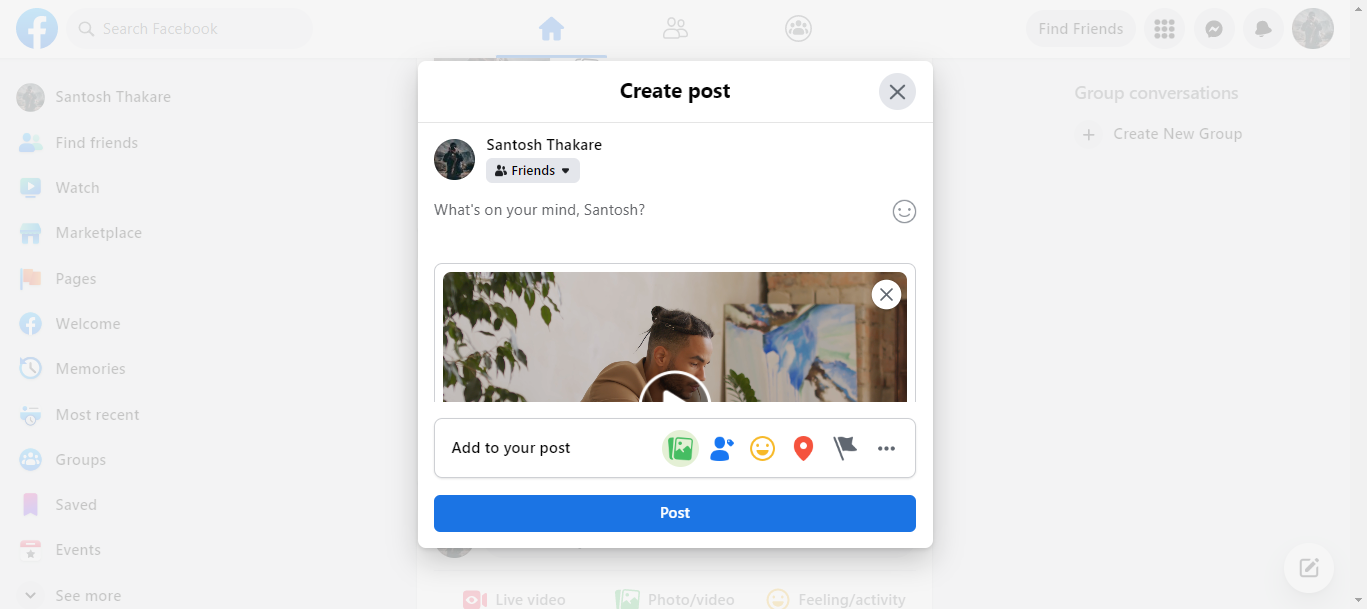 Search Facebook
Find Friends
Santosh Thakare
Find friends
Watch
Marketplace
Pages
Welcome
Memories
Most recent
Groups
Saved
Events
See more
Create post
Santosh Thakare
Friends
What's on your mind, Santosh?
Add to your post
Post
Live video
Photo/video
Feeling/activity
Group conversations
Create New Group